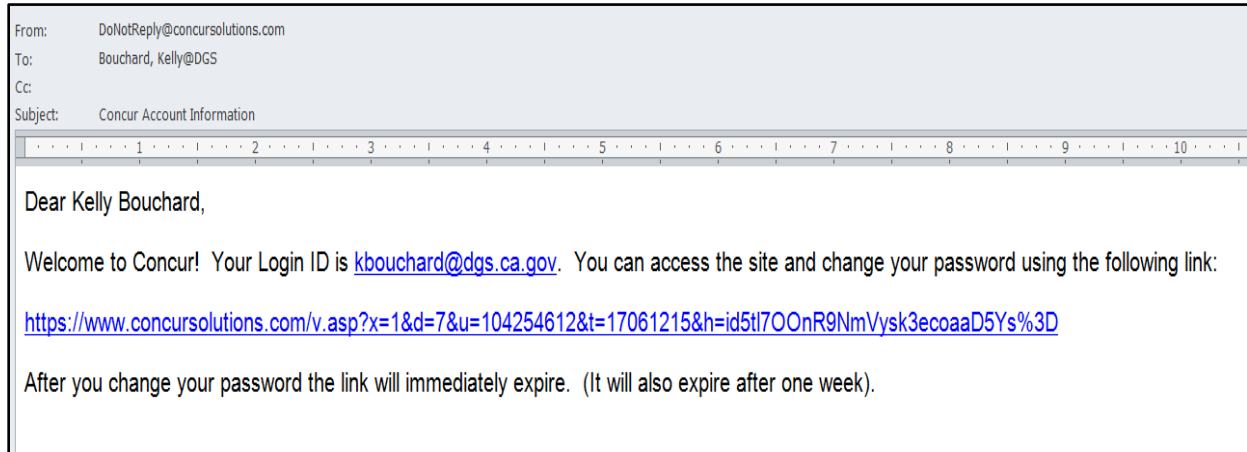 From: DoNotReply@concursolutions.com
To: Bouchard, Kelly@DGS
Cc:
Subject: Concur Account Information
1 2 3 4 5 6 7 8 9 10
Dear Kelly Bouchard,
Welcome to Concur!  Your Login ID is kbouchard@dgs.ca.gov.  You can access the site and change your password using the following link:
https://www.concursolutions.com/v.asp?x=1&d=7&u=104254612&t=17061215&h=id5tl7OOnR9NmVysk3ecoaaD5Ys%3D
After you change your password the link will immediately expire.  (It will also expire after one week).